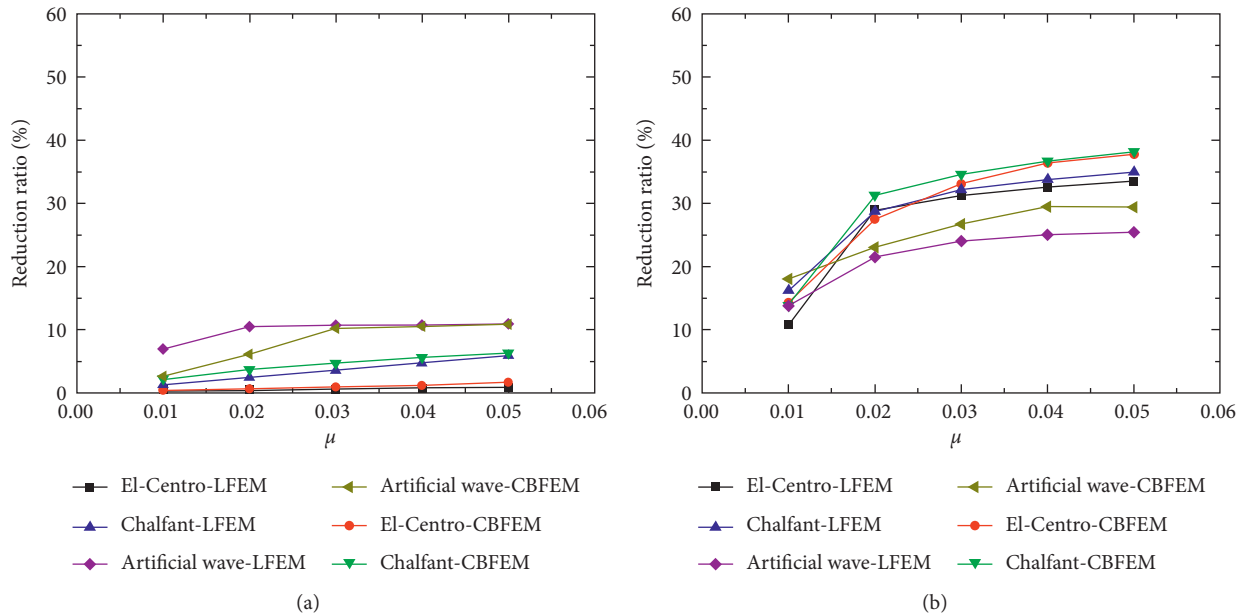 60
50
40
30
20
10
0
Reduction ratio (%)
0.00 0.01 0.02 0.03 0.04 0.05 0.06
μ
El-Centro-LFEM
Chalfant-LFEM
Artificial wave-LFEM
Artificial wave-CBFEM
El-Centro-CBFEM
Chalfant-CBFEM
(a)
60
50
40
30
20
10
0
Reduction ratio (%)
0.00 0.01 0.02 0.03 0.04 0.05 0.06
μ
El-Centro-LFEM
Chalfant-LFEM
Artificial wave-LFEM
Artificial wave-CBFEM
El-Centro-CBFEM
Chalfant-CBFEM
(b)